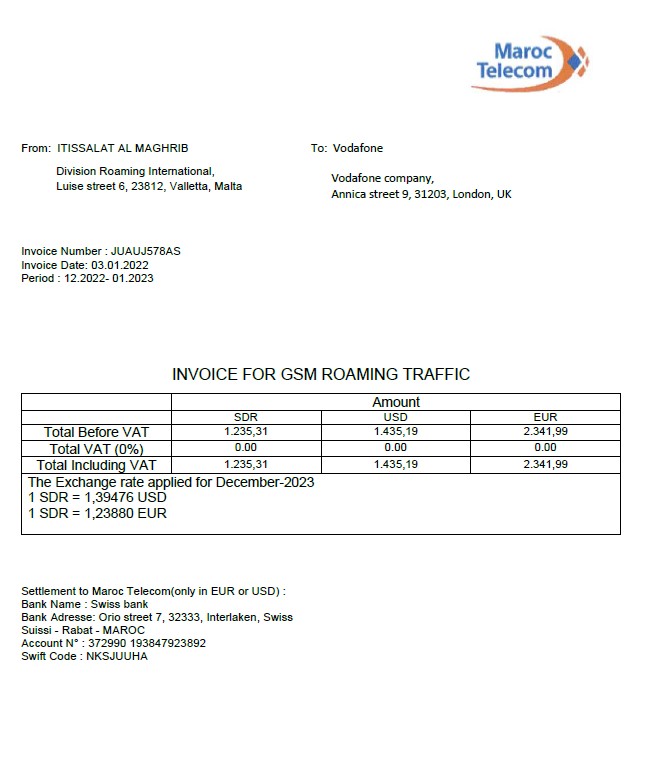 Maroc
Telecom
From: ITISSALAT AL MAGHRIB
Division Roaming International,
Luise street 6, 23812, Valletta, Malta
To: Vodafone
Vodafone company,
Annica street 9, 31203, London, UK
Invoice Number : JUAUJ578AS
Invoice Date: 03.01.2022
Period : 12.2022- 01.2023
INVOICE FOR GSM ROAMING TRAFFIC
Amount
SDR USD EUR
Total Before VAT 1.235,31 1.435,19 2.341,99
Total VAT (0%) 0.00 0.00 0.00
Total Including VAT 1.235,31 1.435,19 2.341,99
The Exchange rate applied for December-2023
1 SDR = 1,39476 USD
1 SDR = 1,23880 EUR
Settlement to Maroc Telecom(only in EUR or USD) :
Bank Name : Swiss bank
Bank Adresse: Orio street 7, 32333, Interlaken, Swiss
Suissi - Rabat - MAROC
Account N° : 372990 193847923892
Swift Code : NKSJUUHA